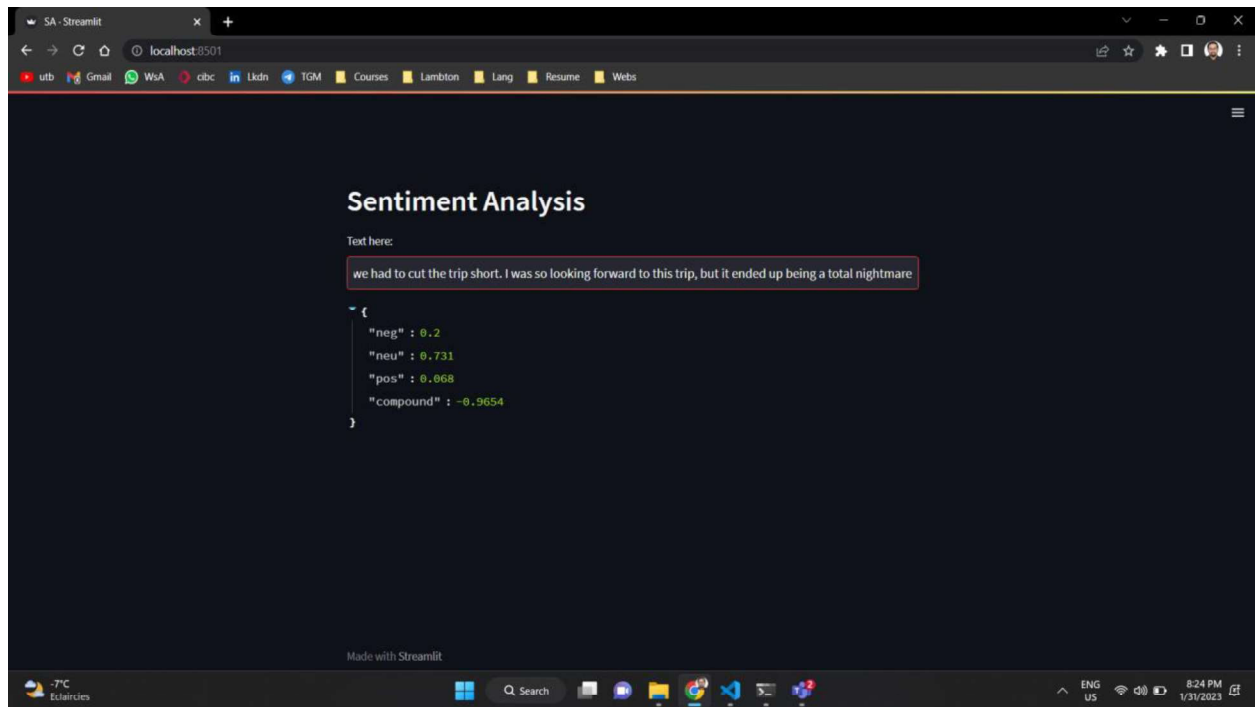 SA - Streamlit
localhost:8501
utb Gmail WsA cibc Lkdn TGM Courses Lambton Lang Resume Webs
Sentiment Analysis
Text here:
we had to cut the trip short. I was so looking forward to this trip, but it ended up being a total nightmare
{
"neg" : 0.2
"neu" : 0.731
"pos" : 0.068
"compound" : -0.9654
}
Made with Streamlit
-7°C
Eclaircies
Search
2
ENG
US
8:24 PM
1/31/2023